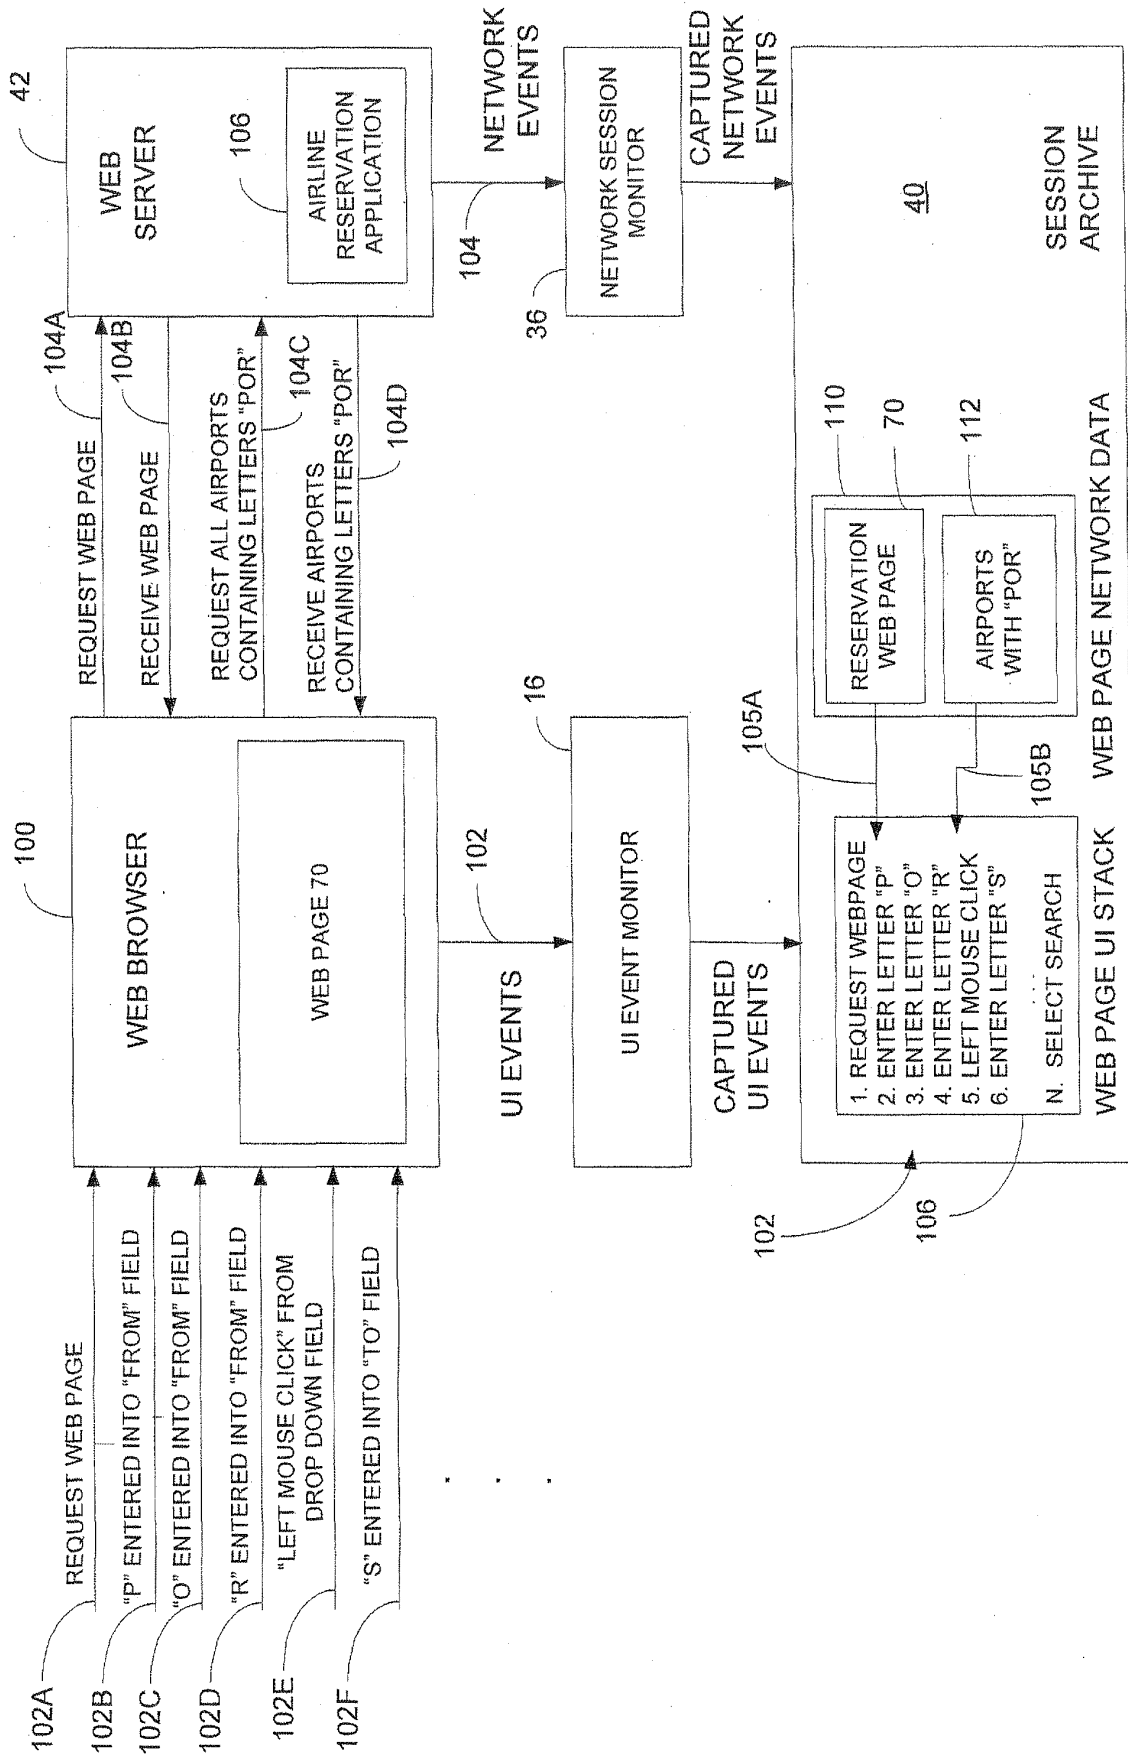 102A
REQUEST WEB PAGE
102B
"P" ENTERED INTO "FROM" FIELD
102C
"O" ENTERED INTO "FROM" FIELD
102D
"R" ENTERED INTO "FROM" FIELD
102E
"LEFT MOUSE CLICK" FROM
DROP DOWN FIELD
102F
"S" ENTERED INTO "TO" FIELD
. . .
100
WEB BROWSER
WEB PAGE 70
REQUEST WEB PAGE
104A
RECEIVE WEB PAGE
104B
REQUEST ALL AIRPORTS
CONTAINING LETTERS "POR"
104C
RECEIVE AIRPORTS
CONTAINING LETTERS "POR"
104D
42
WEB
SERVER
106
AIRLINE
RESERVATION
APPLICATION
UI EVENTS
102
104
NETWORK
EVENTS
16
UI EVENT MONITOR
36
NETWORK SESSION
MONITOR
CAPTURED
UI EVENTS
CAPTURED
NETWORK
EVENTS
102
106
1. REQUEST WEBPAGE
2. ENTER LETTER "P"
3. ENTER LETTER "O"
4. ENTER LETTER "R"
5. LEFT MOUSE CLICK
6. ENTER LETTER "S"
. . .
N. SELECT SEARCH
WEB PAGE UI STACK
105A
105B
RESERVATION
WEB PAGE
AIRPORTS
WITH "POR"
110
70
112
WEB PAGE NETWORK DATA
40
SESSION
ARCHIVE